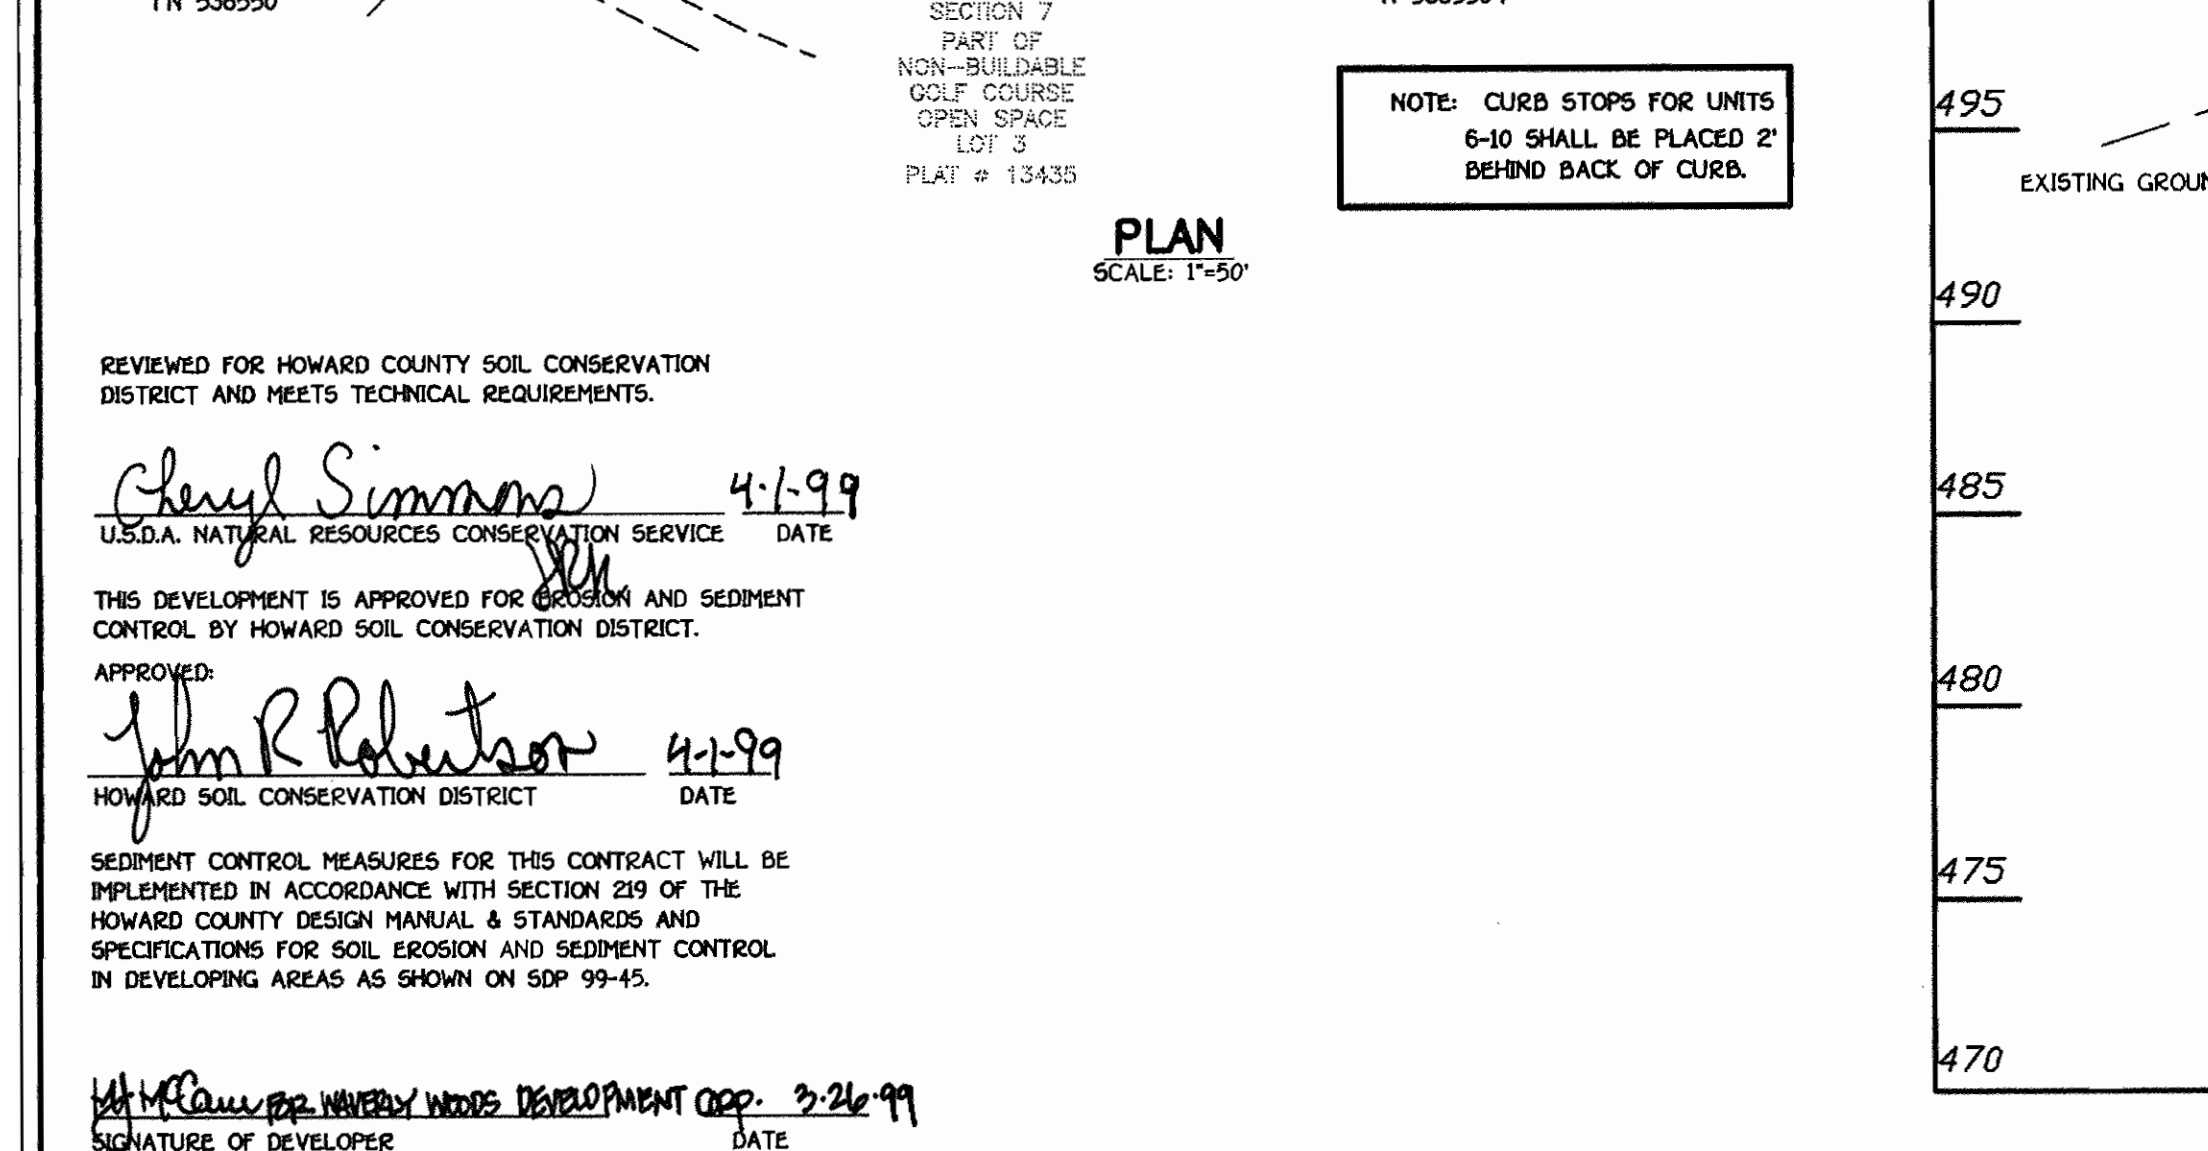 SECTION 7
PART OF
NON-BUILDABLE
GOLF COURSE
OPEN SPACE
LOT 3
PLAT # 13435
NOTE: CURB STOPS FOR UNITS
6-10 SHALL BE PLACED 2'
BEHIND BACK OF CURB.
PLAN
SCALE: 1"=50'
REVIEWED FOR HOWARD COUNTY SOIL CONSERVATION
DISTRICT AND MEETS TECHNICAL REQUIREMENTS.
Cheryl Simmons 4-1-99
U.S.D.A. NATURAL RESOURCES CONSERVATION SERVICE DATE
THIS DEVELOPMENT IS APPROVED FOR EROSION AND SEDIMENT
CONTROL BY HOWARD SOIL CONSERVATION DISTRICT.
APPROVED:
John R Robertson 4-1-99
HOWARD SOIL CONSERVATION DISTRICT DATE
SEDIMENT CONTROL MEASURES FOR THIS CONTRACT WILL BE
IMPLEMENTED IN ACCORDANCE WITH SECTION 219 OF THE
HOWARD COUNTY DESIGN MANUAL & STANDARDS AND
SPECIFICATIONS FOR SOIL EROSION AND SEDIMENT CONTROL
IN DEVELOPING AREAS AS SHOWN ON SDP 99-45.
McCann FOR WAVERLY WOODS DEVELOPMENT CORP. 3-26-99
SIGNATURE OF DEVELOPER DATE
495
EXISTING GROUN
490
485
480
475
470